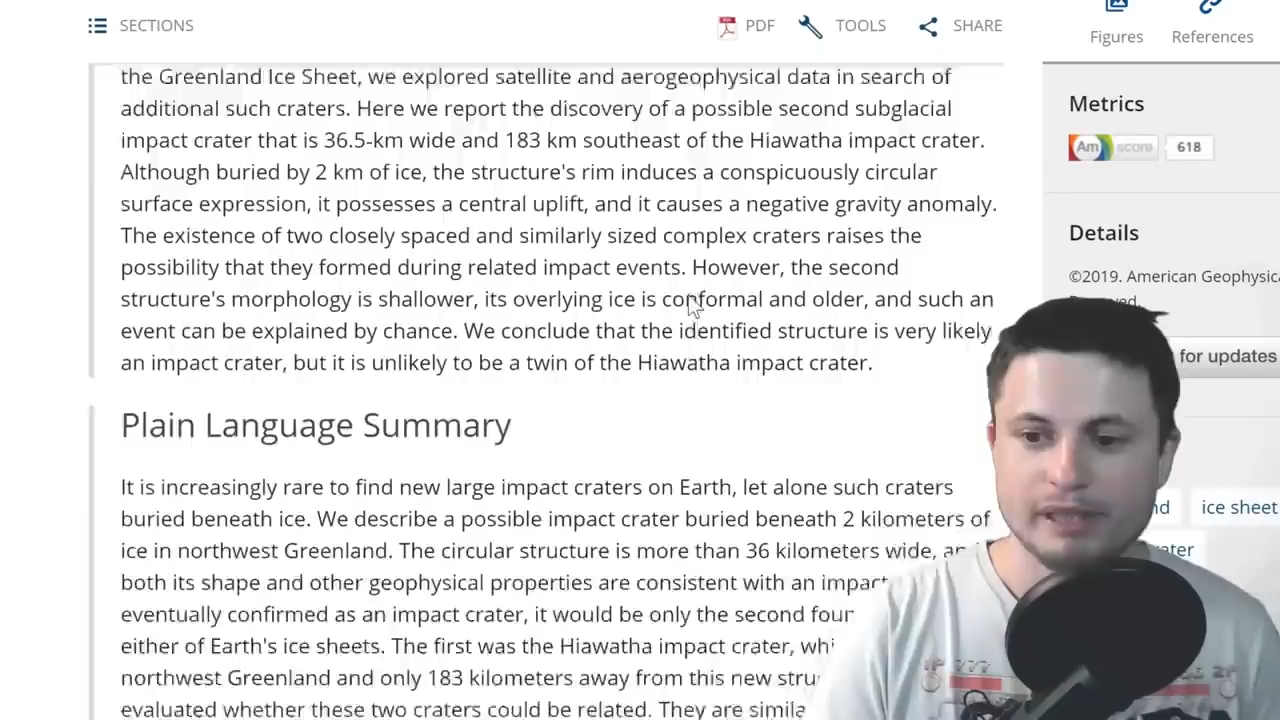 SECTIONS
PDF
TOOLS
SHARE
Figures
References
the Greenland Ice Sheet, we explored satellite and aerogeophysical data in search of
additional such craters. Here we report the discovery of a possible second subglacial
impact crater that is 36.5-km wide and 183 km southeast of the Hiawatha impact crater.
Although buried by 2 km of ice, the structure's rim induces a conspicuously circular
surface expression, it possesses a central uplift, and it causes a negative gravity anomaly.
The existence of two closely spaced and similarly sized complex craters raises the
possibility that they formed during related impact events. However, the second
structure's morphology is shallower, its overlying ice is conformal and older, and such an
event can be explained by chance. We conclude that the identified structure is very likely
an impact crater, but it is unlikely to be a twin of the Hiawatha impact crater.
Plain Language Summary
It is increasingly rare to find new large impact craters on Earth, let alone such craters
buried beneath ice. We describe a possible impact crater buried beneath 2 kilometers of
ice in northwest Greenland. The circular structure is more than 36 kilometers wide, an
both its shape and other geophysical properties are consistent with an impact
eventually confirmed as an impact crater, it would be only the second foun
either of Earth's ice sheets. The first was the Hiawatha impact crater, whi
northwest Greenland and only 183 kilometers away from this new stru
evaluated whether these two craters could be related. They are simila
Metrics
Am score 618
Details
©2019. American Geophysica
for updates
nd
ice sheet
ater